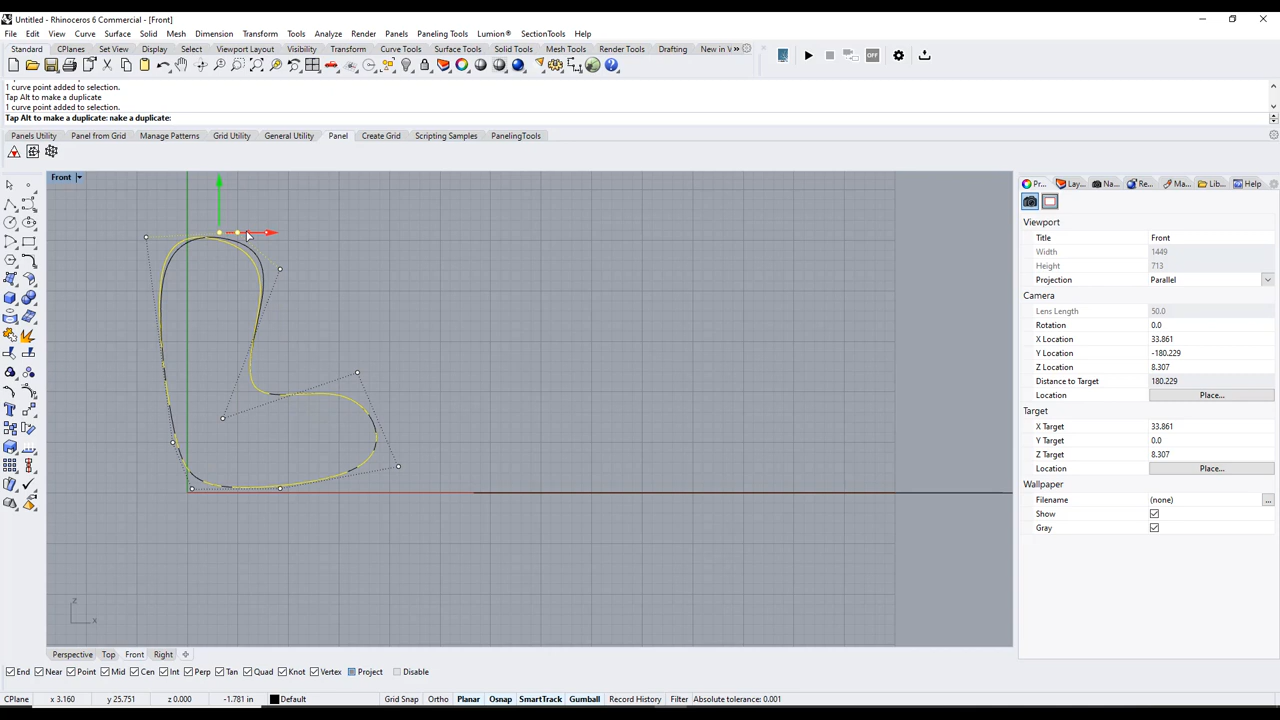 Untitled - Rhinoceros 6 Commercial - [Front]
File Edit View Curve Surface Solid Mesh Dimension Transform Tools Analyze Render Panels Paneling Tools Lumion® SectionTools Help
Standard CPlanes Set View Display Select Viewport Layout Visibility Transform Curve Tools Surface Tools Solid Tools Mesh Tools Render Tools Drafting New in V
1 curve point added to selection.
Tap Alt to make a duplicate
1 curve point added to selection.
Tap Alt to make a duplicate: nake a duplicate:
Panels Utility Panel from Grid Manage Patterns Grid Utility General Utility Panel Create Grid Scripting Samples PanelingTools
OFF
Front
Pr... Lay... Na... Re... Ma... Lib... Help
Viewport
Title Front
Width 1449
Height 713
Projection Parallel
Camera
Lens Length 50.0
Rotation 0.0
X Location 33.861
Y Location -180.229
Z Location 8.307
Distance to Target 180.229
Location Place...
Target
X Target 33.861
Y Target 0.0
Z Target 8.307
Location Place...
Wallpaper
Filename (none) ...
Show
Gray
z
x
Perspective Top Front Right
End Near Point Mid Cen Int Perp Tan Quad Knot Vertex Project Disable
CPlane x 3.160 y 25.751 z 0.000 -1.781 in Default Grid Snap Ortho Planar Osnap SmartTrack Gumball Record History Filter Absolute tolerance: 0.001